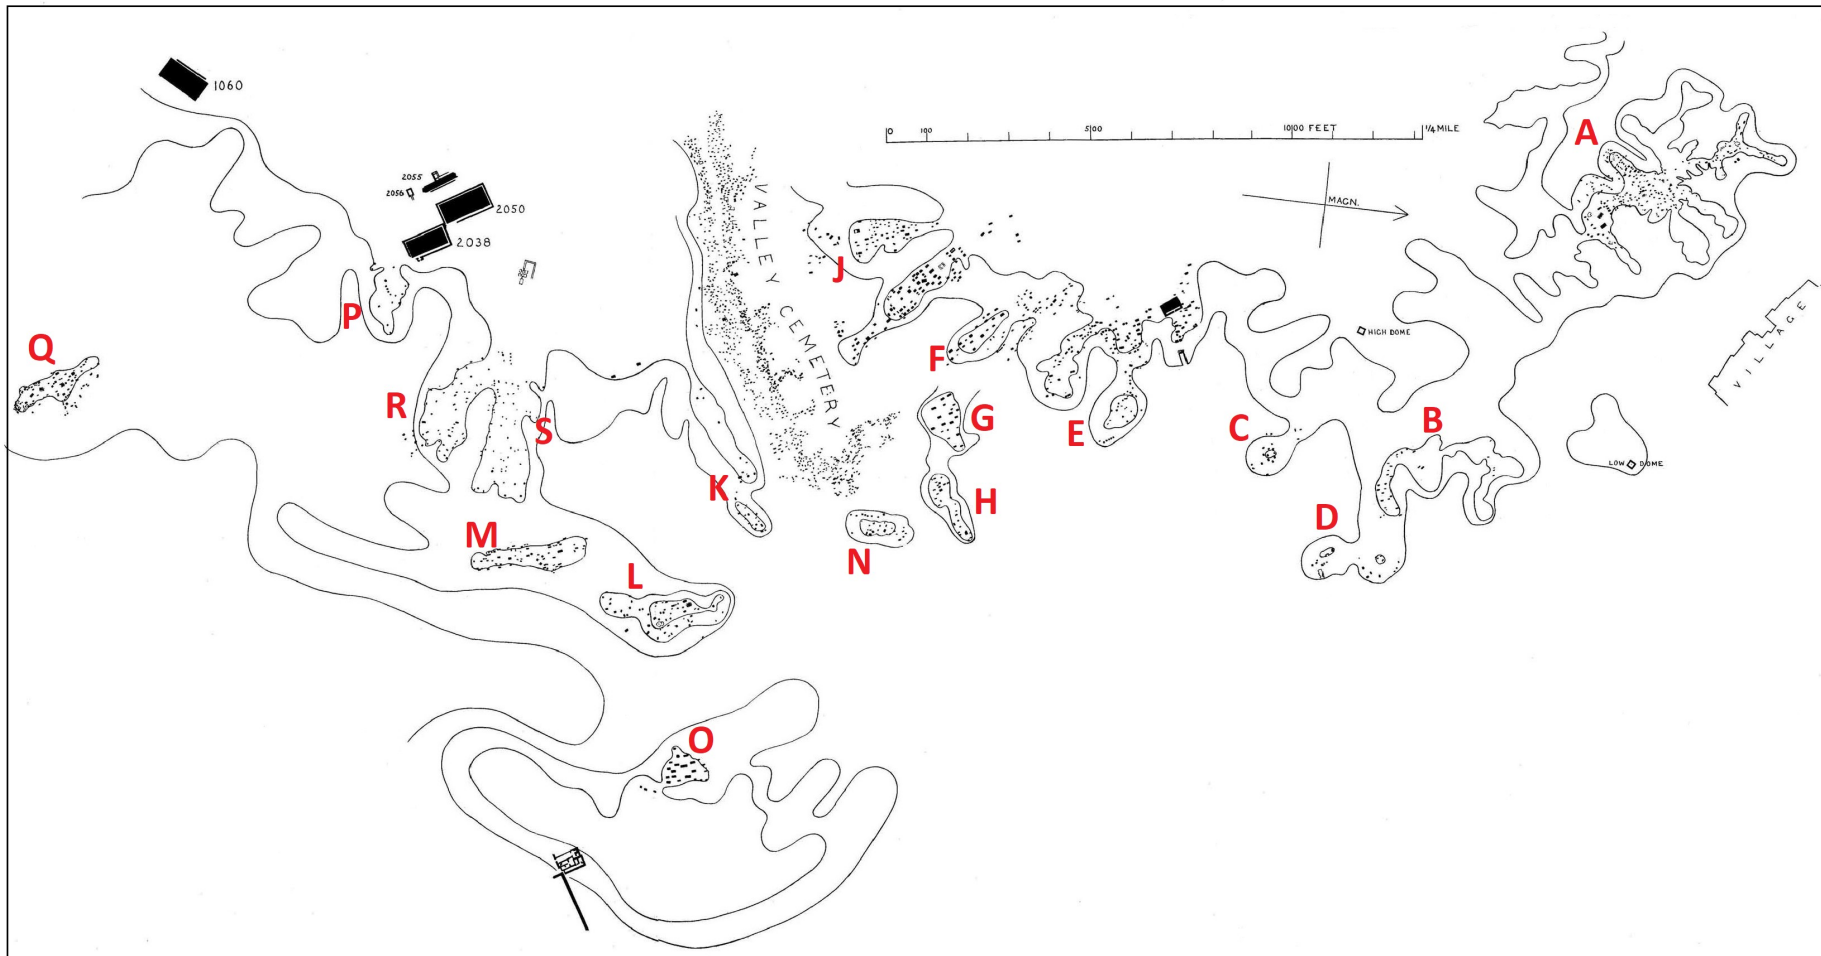 1060
2055
2056
2050
2038
VALLEY CEMETERY
0 100 500 1000 FEET 1/4 MILE
MAGN.
HIGH DOME
LOW DOME
VILLAGE
A
J
P
F
Q
R
S
G
E
C
B
K
H
D
M
N
L
O